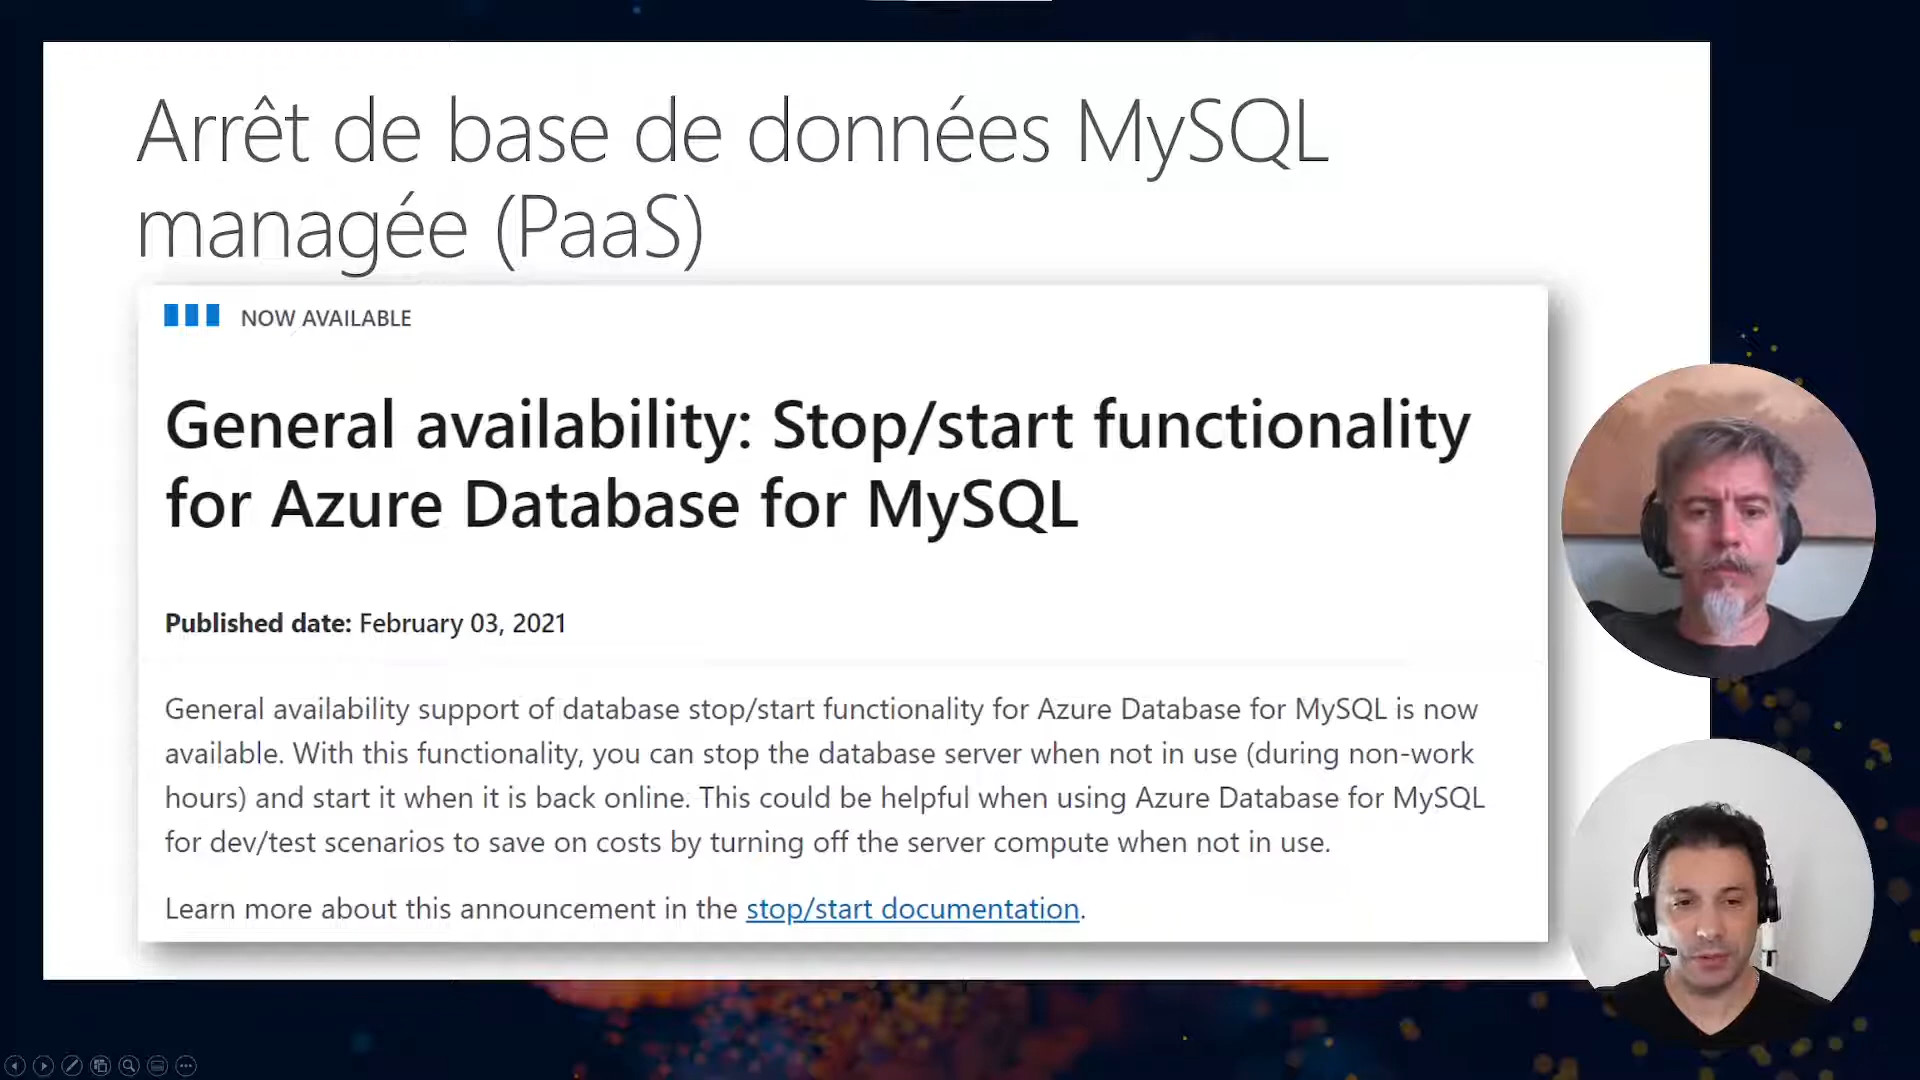 Arrêt de base de données MySQL
managée (PaaS)
NOW AVAILABLE
General availability: Stop/start functionality
for Azure Database for MySQL
Published date: February 03, 2021
General availability support of database stop/start functionality for Azure Database for MySQL is now
available. With this functionality, you can stop the database server when not in use (during non-work
hours) and start it when it is back online. This could be helpful when using Azure Database for MySQL
for dev/test scenarios to save on costs by turning off the server compute when not in use.
Learn more about this announcement in the stop/start documentation.